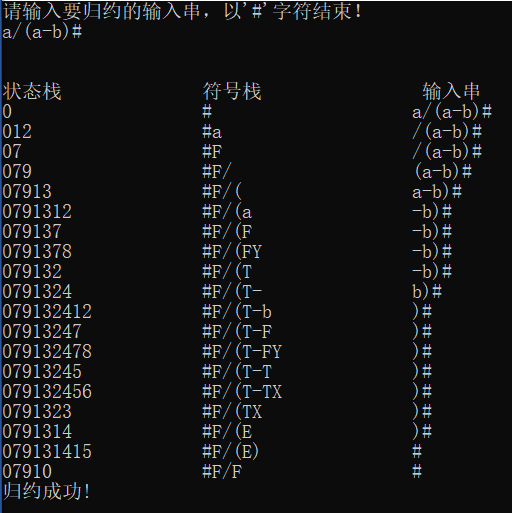 请输入要归约的输入串，以'#'字符结束！
a/(a-b)#
状态栈 符号栈 输入串
0 # a/(a-b)#
012 #a /(a-b)#
07 #F /(a-b)#
079 #F/ (a-b)#
07913 #F/( a-b)#
0791312 #F/(a -b)#
079137 #F/(F -b)#
0791378 #F/(FY -b)#
079132 #F/(T -b)#
0791324 #F/(T- b)#
079132412 #F/(T-b )#
07913247 #F/(T-F )#
079132478 #F/(T-FY )#
07913245 #F/(T-T )#
079132456 #F/(T-TX )#
0791323 #F/(TX )#
0791314 #F/(E )#
079131415 #F/(E) #
07910 #F/F #
归约成功！